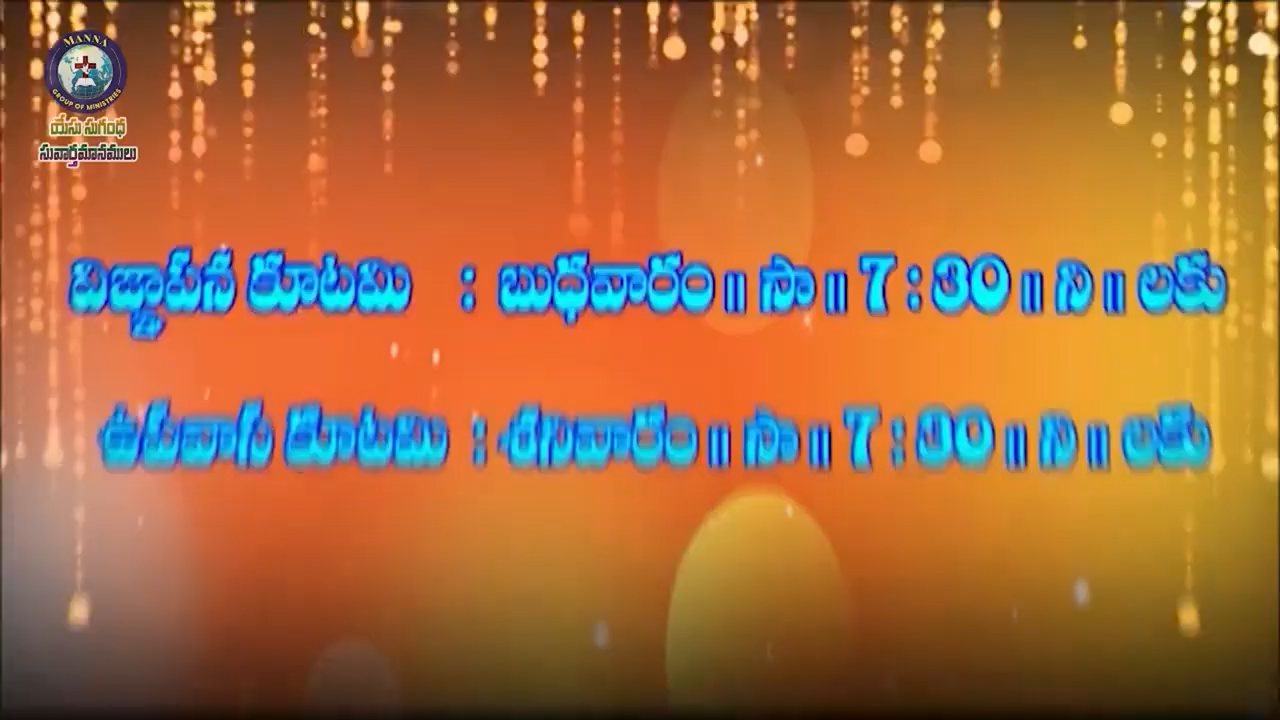 MANNA
GROUP OF MINISTRIES
యేసు సుగంధ
సువార్తమానములు
విజ్ఞాపన కూటమి : బుధవారం॥ సా॥ 7:30॥ ని॥ లకు
ఉపవాస కూటమి : శనివారం॥ సా॥ 7:30॥ ని॥ లకు